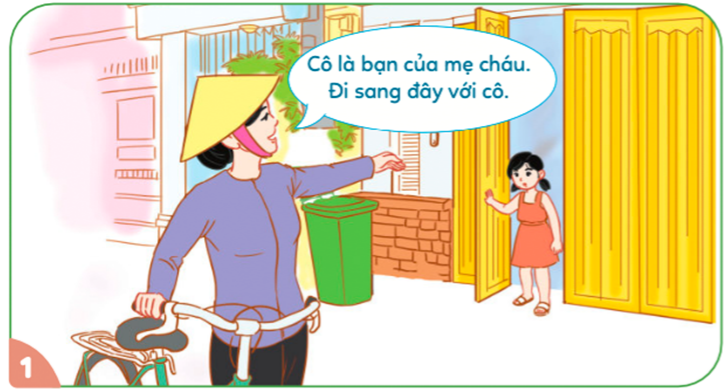 Cô là bạn của mẹ cháu.
Đi sang đây với cô.
1